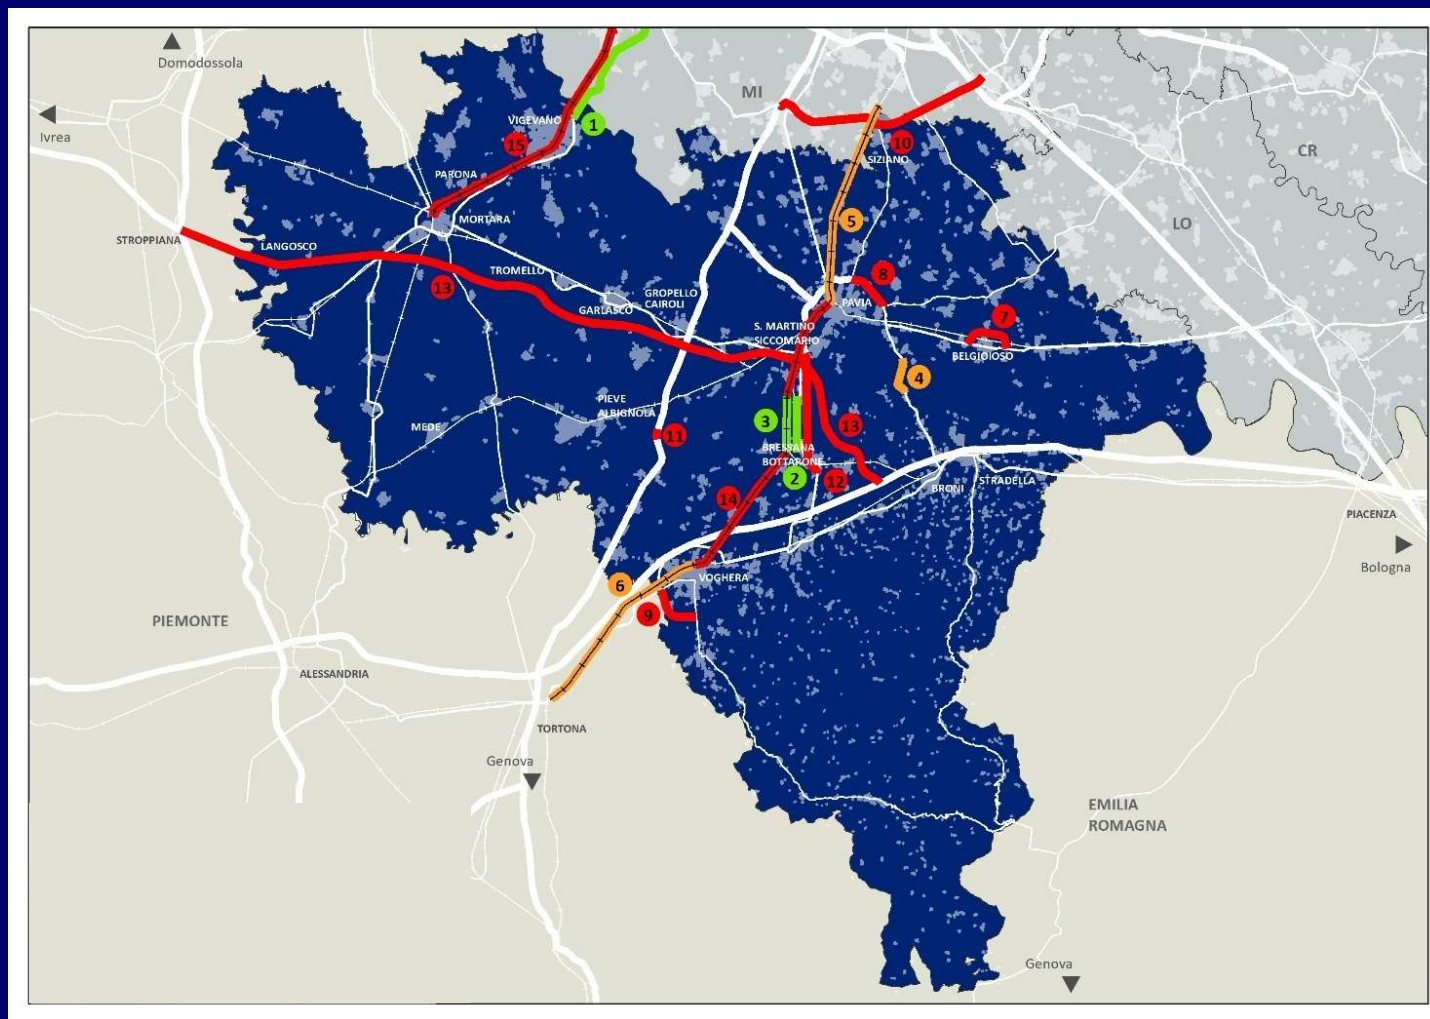 Domodossola
Ivrea
MI
VIGEVANO
1
15
10
SIZIANO
CR
PARONA
MORTARA
5
LO
STROPPIANA
LANGOSCO
TROMELLO
13
8
GROPELLO
CAIROLI
PAVIA
GARLASCO
7
S. MARTINO
SICCOMARIO
BELGIOIOSO
4
PIEVE
ALBIGNOLA
MEDE
3
13
11
BRESSANA
BOTTARONE
2
12
BRONI
STRADELLA
14
PIACENZA
Bologna
VOGHERA
6
9
PIEMONTE
ALESSANDRIA
TORTONA
Genova
EMILIA
ROMAGNA
Genova